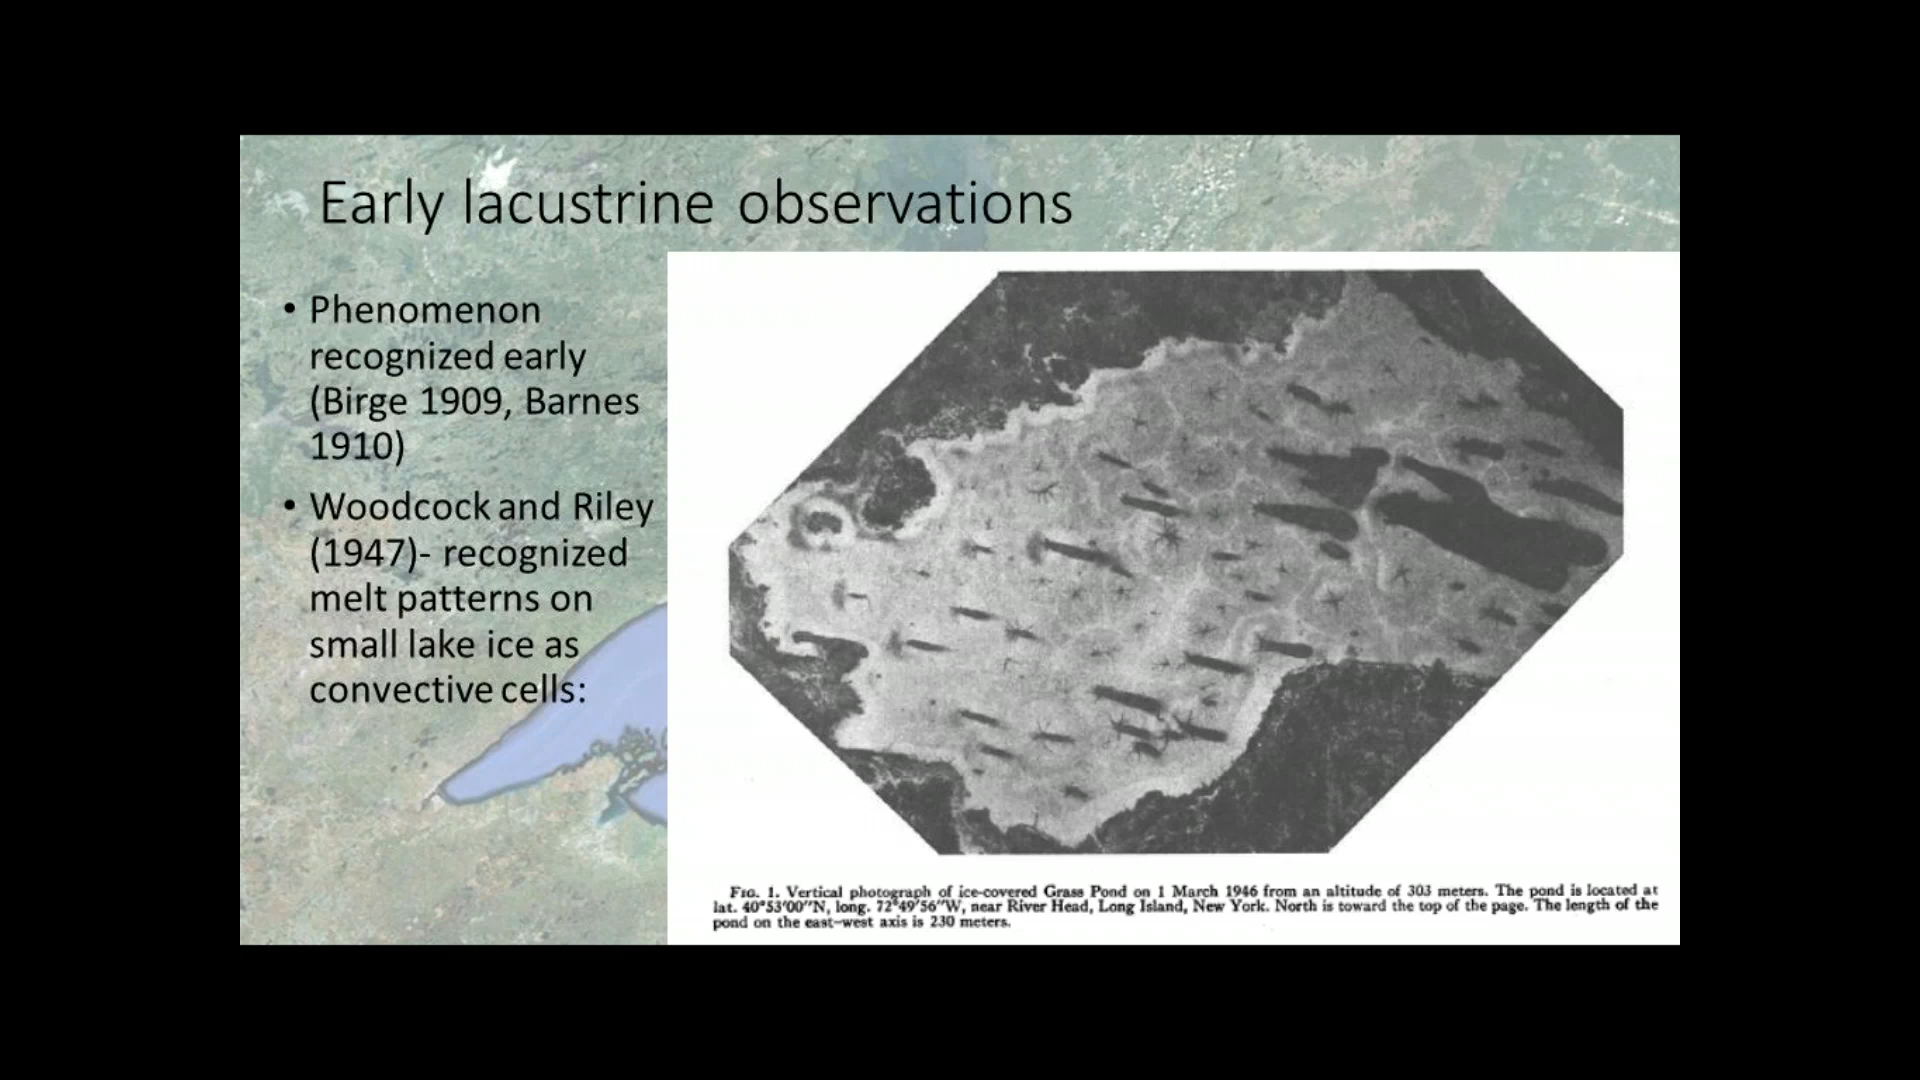 Early lacustrine observations
• Phenomenon
recognized early
(Birge 1909, Barnes
1910)
• Woodcock and Riley
(1947)- recognized
melt patterns on
small lake ice as
convective cells:
FIG. 1. Vertical photograph of ice-covered Grass Pond on 1 March 1946 from an altitude of 303 meters. The pond is located at
lat. 40°53'00''N, long. 72°49'56''W, near River Head, Long Island, New York. North is toward the top of the page. The length of the
pond on the east-west axis is 230 meters.